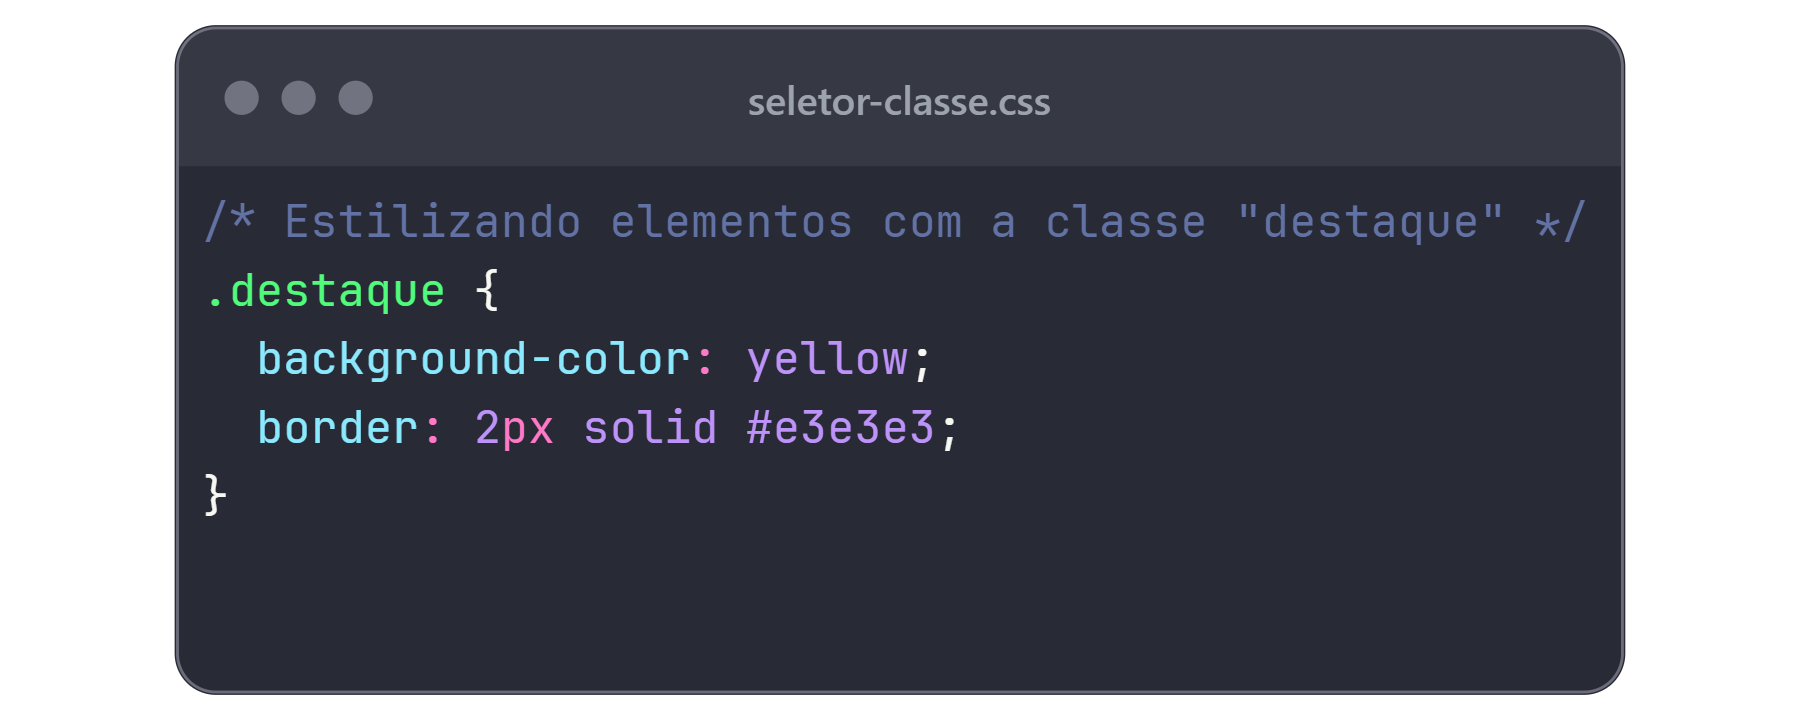 seletor-classe.css
/* Estilizando elementos com a classe "destaque" */
.destaque {
  background-color: yellow;
  border: 2px solid #e3e3e3;
}